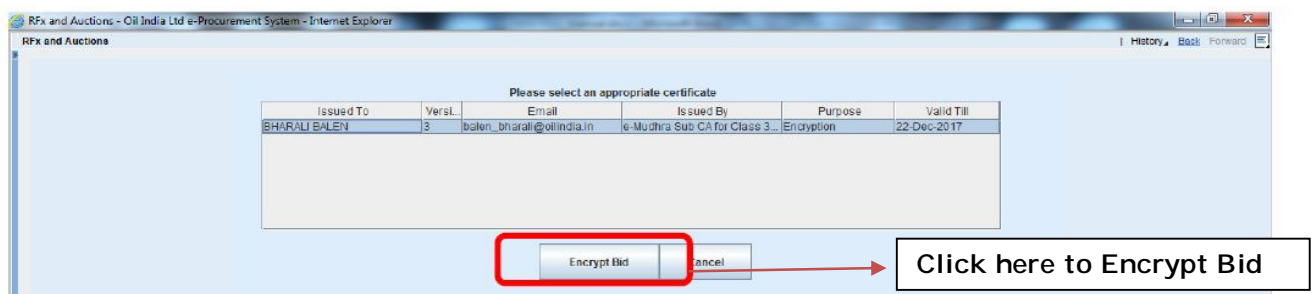 RFx and Auctions - Oil India Ltd e-Procurement System - Internet Explorer
RFx and Auctions
History Back Forward
Please select an appropriate certificate
Issued To Versi... Email Issued By Purpose Valid Till
BHARALI BALEN 3 balen_bharali@oilindia.in e-Mudhra Sub CA for Class 3... Encryption 22-Dec-2017
Encrypt Bid Cancel
Click here to Encrypt Bid